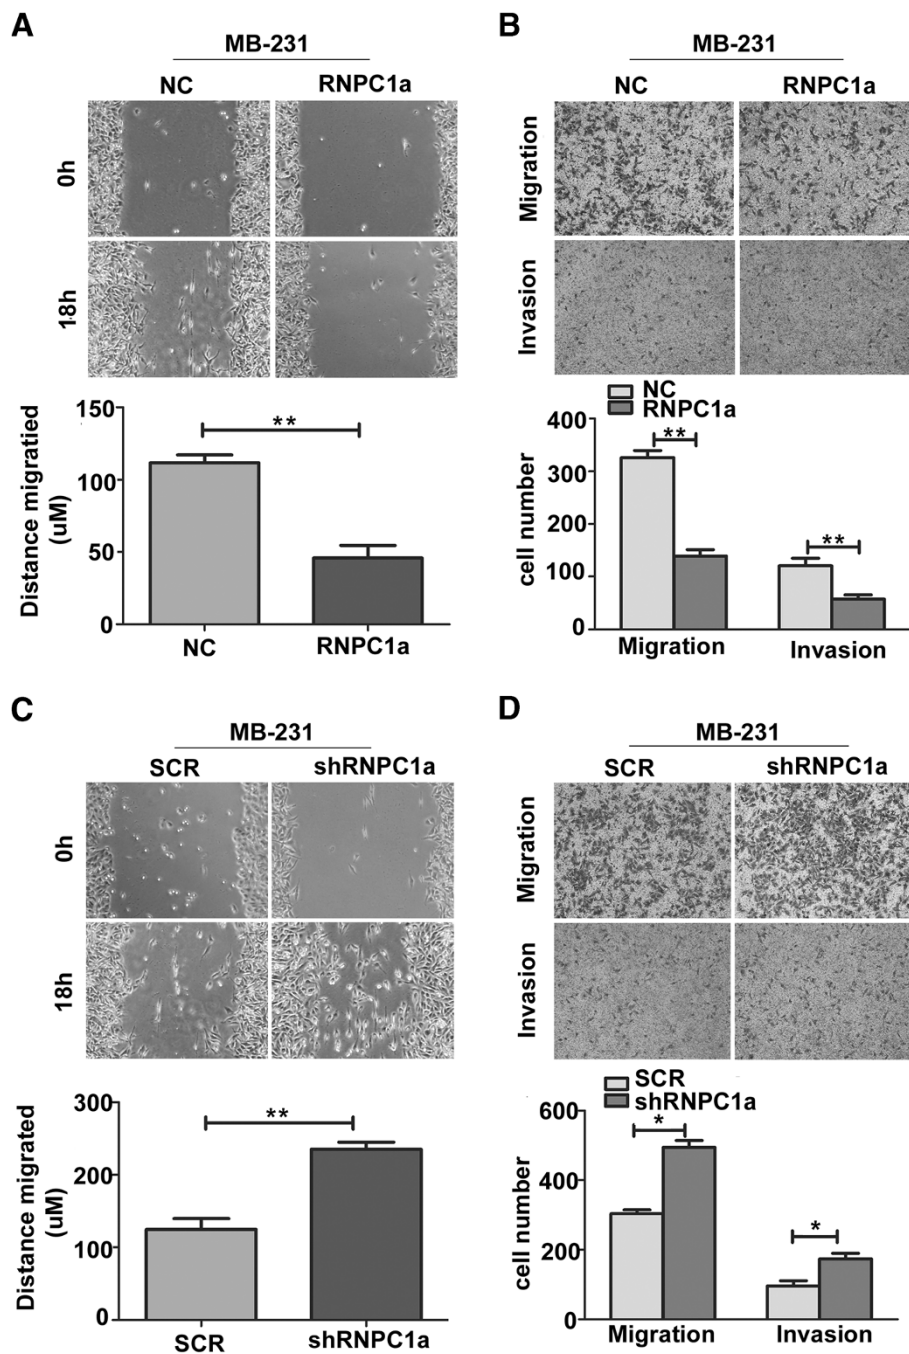 A
MB-231
NC RNPC1a
0h
18h
Distance migratied
(uM)
150
100
50
0
**
NC RNPC1a
B
MB-231
NC RNPC1a
Migration
Invasion
NC
RNPC1a
cell number
400
300
200
100
0
**
**
Migration Invasion
C
MB-231
SCR shRNPC1a
0h
18h
Distance migrated
(uM)
300
200
100
0
**
SCR shRNPC1a
D
MB-231
SCR shRNPC1a
Migration
Invasion
SCR
shRNPC1a
cell number
600
400
200
0
*
*
Migration Invasion